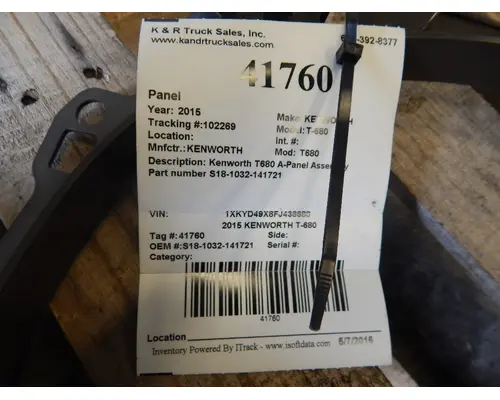 K & R Truck Sales, Inc.
www.kandrtrucksales.com -392-8377
41760
Panel
Year: 2015 Make: KENWORTH
Tracking #:102269 Model: T-680
Location: Int. #:
Mnfctr.: KENWORTH Mod: T680
Description: Kenworth T680 A-Panel Assembly
Part number S18-1032-141721
VIN:
2015 KENWORTH T-680
Tag #:41760 Side:
OEM #:S18-1032-141721 Serial #:
Category:
41760
Location
Inventory Powered By ITrack - www.isoftdata.com 5/7/2016